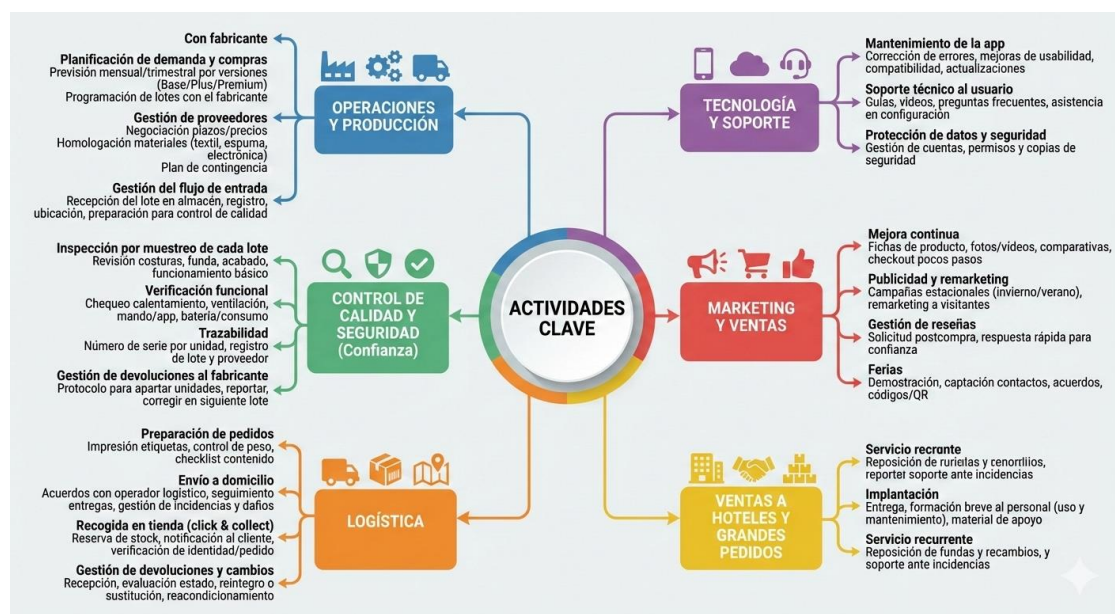 Con fabricante
Planificación de demanda y compras
Previsión mensual/trimestral por versiones
(Base/Plus/Premium)
Programación de lotes con el fabricante
Gestión de proveedores
Negociación plazos/precios
Homologación materiales (textil, espuma,
electrònica)
Plan de contingencia
Gestión del flujo de entrada
Recepción del lote en almacén, registro,
ubicación, preparación para control de calidad
OPERACIONES
Y PRODUCCIÓN
Inspección por muestreo de cada lote
Revisión costuras, funda, acabado,
funcionamiento básico
Verificación funcional
Chequeo calentamiento, ventilación,
mando/app, batería/consumo
Trazabilidad
Número de serie por unidad, registro
de lote y proveedor
Gestión de devoluciones al fabricante
Protocolo para apartar unidades, reportar,
corregir en siguiente lote
CONTROL DE
CALIDAD Y
SEGURIDAD
(Confianza)
Preparación de pedidos
Impresión etiquetas, control de peso,
checklist contenido
Envío a domicilio
Acuerdos con operador logístico, seguimiento
entregas, gestión de incidencias y daños
Recogida en tienda (click & collect)
Reserva de stock, notificación al cliente,
verificación de identidad/pedido
Gestión de devoluciones y cambios
Recepción, evaluación estado, reintegro o
sustitución, reacondicionamiento
LOGÍSTICA
ACTIVIDADES
CLAVE
TECNOLOGÍA
Y SOPORTE
Mantenimiento de la app
Corrección de errores, mejoras de usabilidad,
compatibilidad, actualizaciones
Soporte técnico al usuario
Guías, vídeos, preguntas frecuentes, asistencia
en configuración
Protección de datos y seguridad
Gestión de cuentas, permisos y copias de
seguridad
MARKETING
Y VENTAS
Mejora continua
Fichas de producto, fotos/vídeos, comparativas,
checkout pocos pasos
Publicidad y remarketing
Campañas estacionales (invierno/verano),
remarketing a visitantes
Gestión de reseñas
Solicitud postcompra, respuesta rápida para
confianza
Ferias
Demostración, captación contactos, acuerdos,
códigos/QR
VENTAS A
HOTELES Y
GRANDES
PEDIDOS
Servicio
Reposición de
soporte ante incidencias
Implantación
Entrega, formación breve al personal (uso y
mantenimiento), material de apoyo
Servicio recurrente
Reposición de fundas y recambios, y
soporte ante incidencias